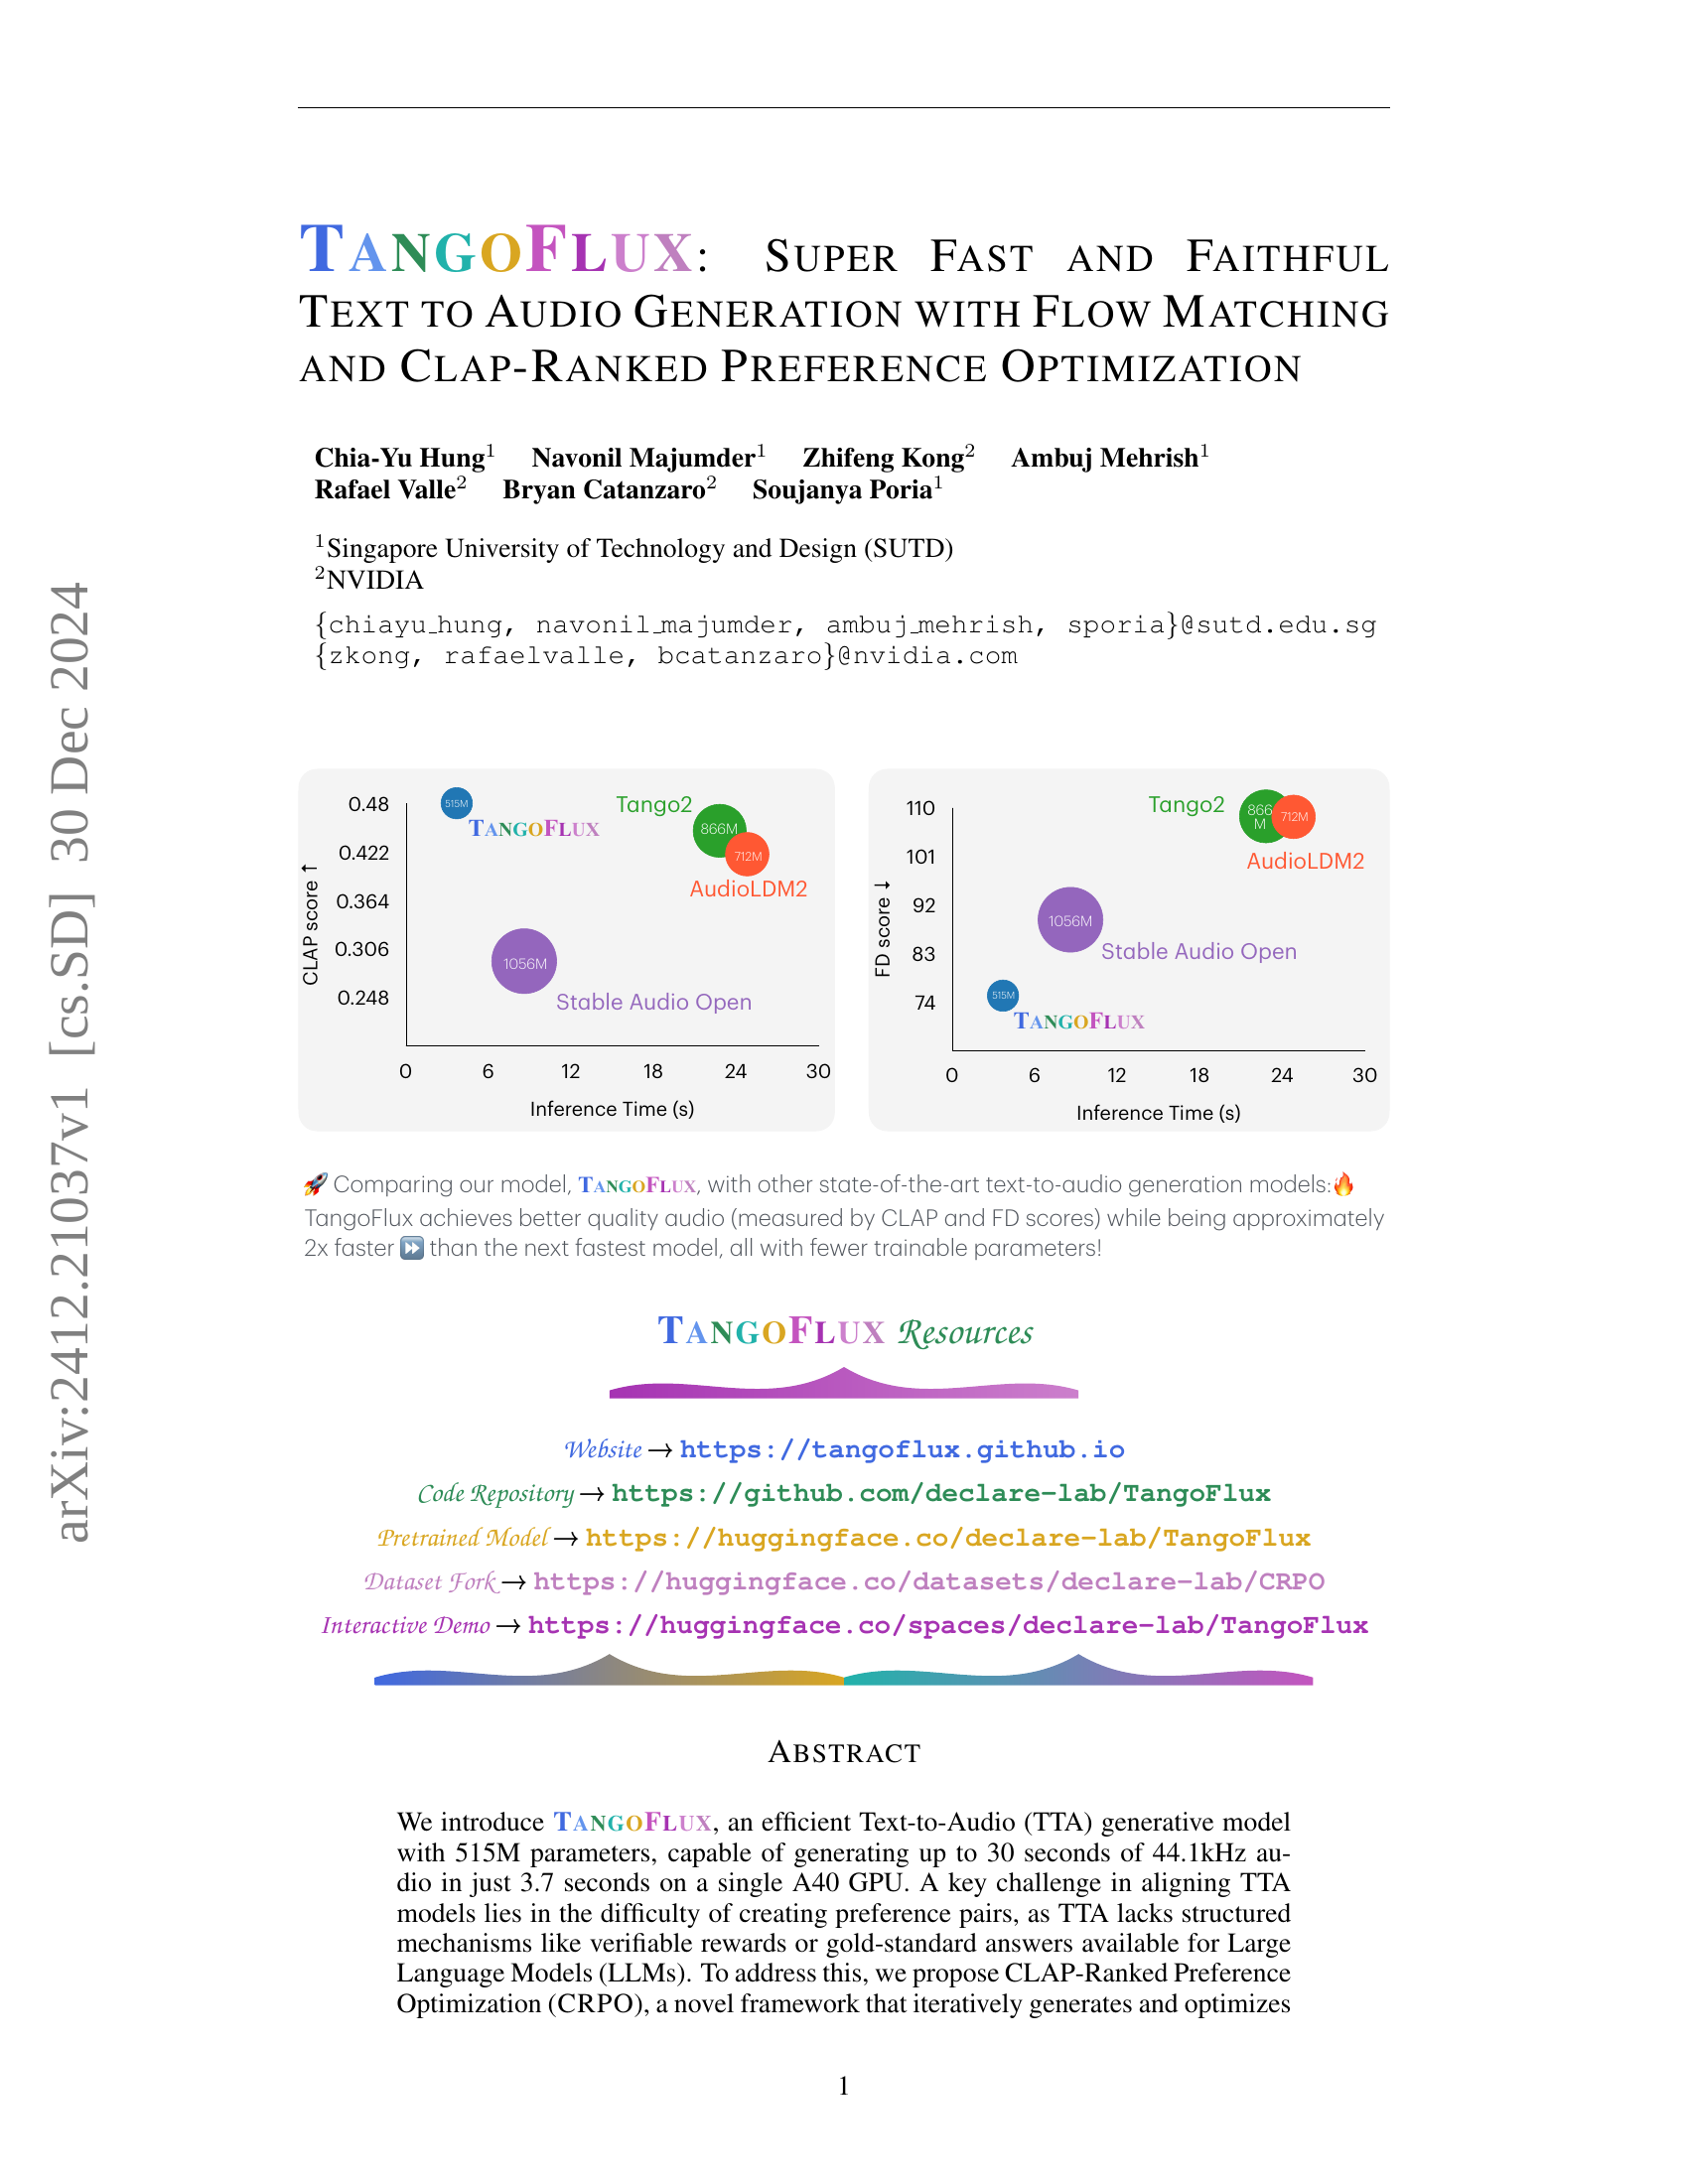 TANGOFLUX: SUPER FAST AND FAITHFUL
TEXT TO AUDIO GENERATION WITH FLOW MATCHING
AND CLAP-RANKED PREFERENCE OPTIMIZATION
Chia-Yu Hung1 Navonil Majumder1 Zhifeng Kong2 Ambuj Mehrish1
Rafael Valle2 Bryan Catanzaro2 Soujanya Poria1
1Singapore University of Technology and Design (SUTD)
2NVIDIA
{chiayu_hung, navonil_majumder, ambuj_mehrish, sporia}@sutd.edu.sg
{zkong, rafaelvalle, bcatanzaro}@nvidia.com
CLAP score ↑
0.48
0.422
0.364
0.306
0.248
515M
TANGOFLUX
Tango2
866M
712M
AudioLDM2
1056M
Stable Audio Open
0 6 12 18 24 30
Inference Time (s)
FD score ↓
110
101
92
83
74
Tango2
866
M
712M
AudioLDM2
1056M
Stable Audio Open
515M
TANGOFLUX
0 6 12 18 24 30
Inference Time (s)
🚀 Comparing our model, TANGOFLUX, with other state-of-the-art text-to-audio generation models:🔥
TangoFlux achieves better quality audio (measured by CLAP and FD scores) while being approximately
2x faster ⏩ than the next fastest model, all with fewer trainable parameters!
TANGOFLUX Resources
Website → https://tangoflux.github.io
Code Repository → https://github.com/declare-lab/TangoFlux
Pretrained Model → https://huggingface.co/declare-lab/TangoFlux
Dataset Fork → https://huggingface.co/datasets/declare-lab/CRPO
Interactive Demo → https://huggingface.co/spaces/declare-lab/TangoFlux
ABSTRACT
We introduce TANGOFLUX, an efficient Text-to-Audio (TTA) generative model
with 515M parameters, capable of generating up to 30 seconds of 44.1kHz au-
dio in just 3.7 seconds on a single A40 GPU. A key challenge in aligning TTA
models lies in the difficulty of creating preference pairs, as TTA lacks structured
mechanisms like verifiable rewards or gold-standard answers available for Large
Language Models (LLMs). To address this, we propose CLAP-Ranked Preference
Optimization (CRPO), a novel framework that iteratively generates and optimizes
1
arXiv:2412.21037v1 [cs.SD] 30 Dec 2024